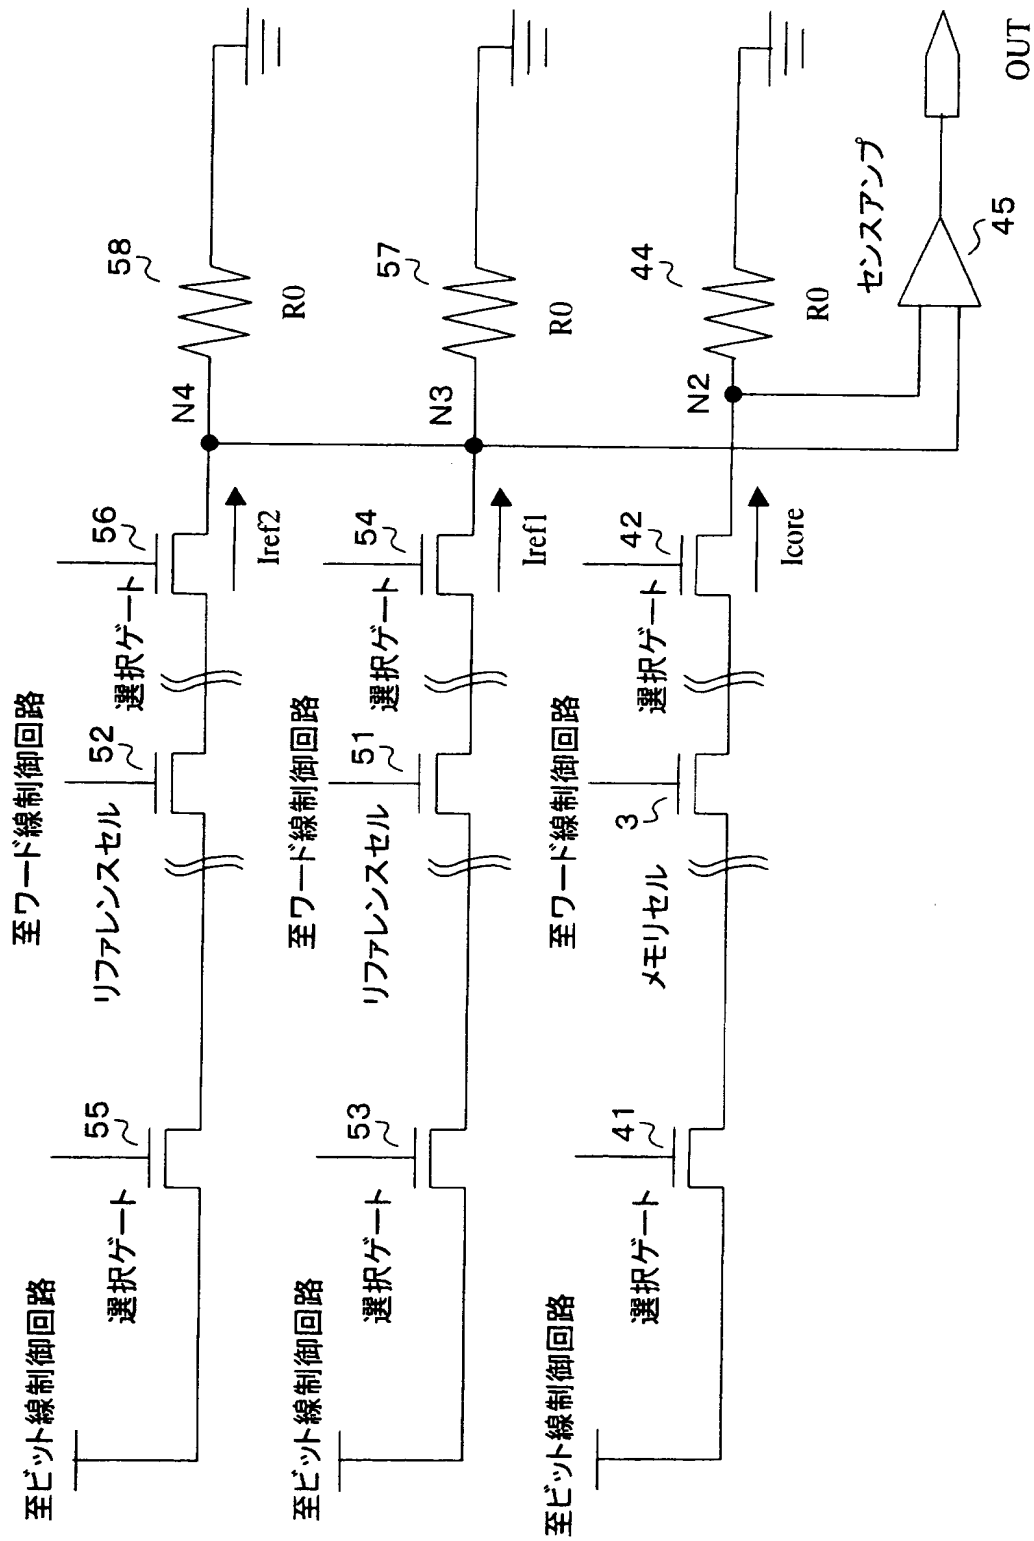 至ビット線制御回路
至ワード線制御回路
55
選択ゲート
52
リファレンスセル
56
選択ゲート
Iref2
N4
58
R0
至ビット線制御回路
至ワード線制御回路
53
選択ゲート
51
リファレンスセル
54
選択ゲート
Iref1
N3
57
R0
至ビット線制御回路
至ワード線制御回路
41
選択ゲート
3
メモリセル
42
選択ゲート
Icore
N2
44
R0
センスアンプ
45
OUT